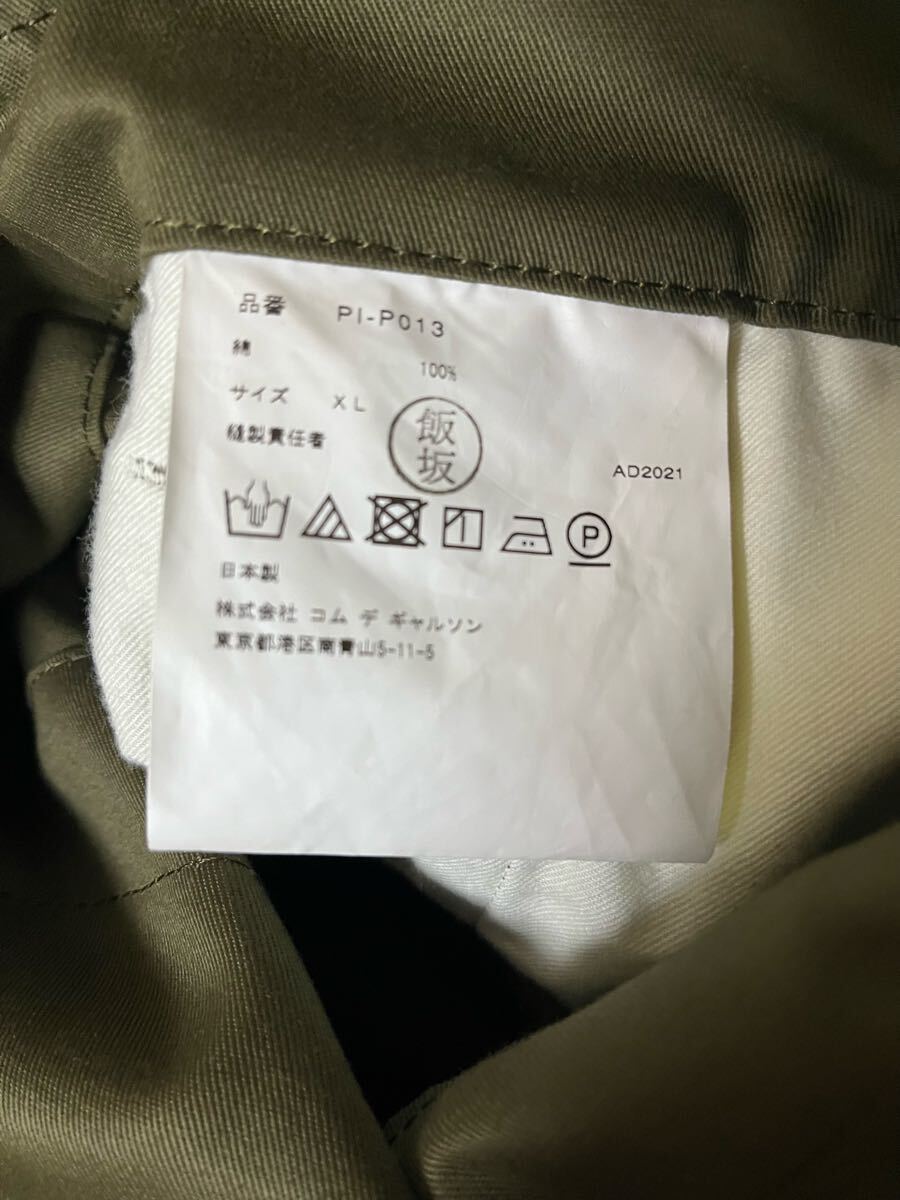 品番 PI-P013
綿 100%
サイズ XL
縫製責任者 飯坂
AD2021
P
日本製
株式会社 コム デ ギャルソン
東京都港区南青山5-11-5